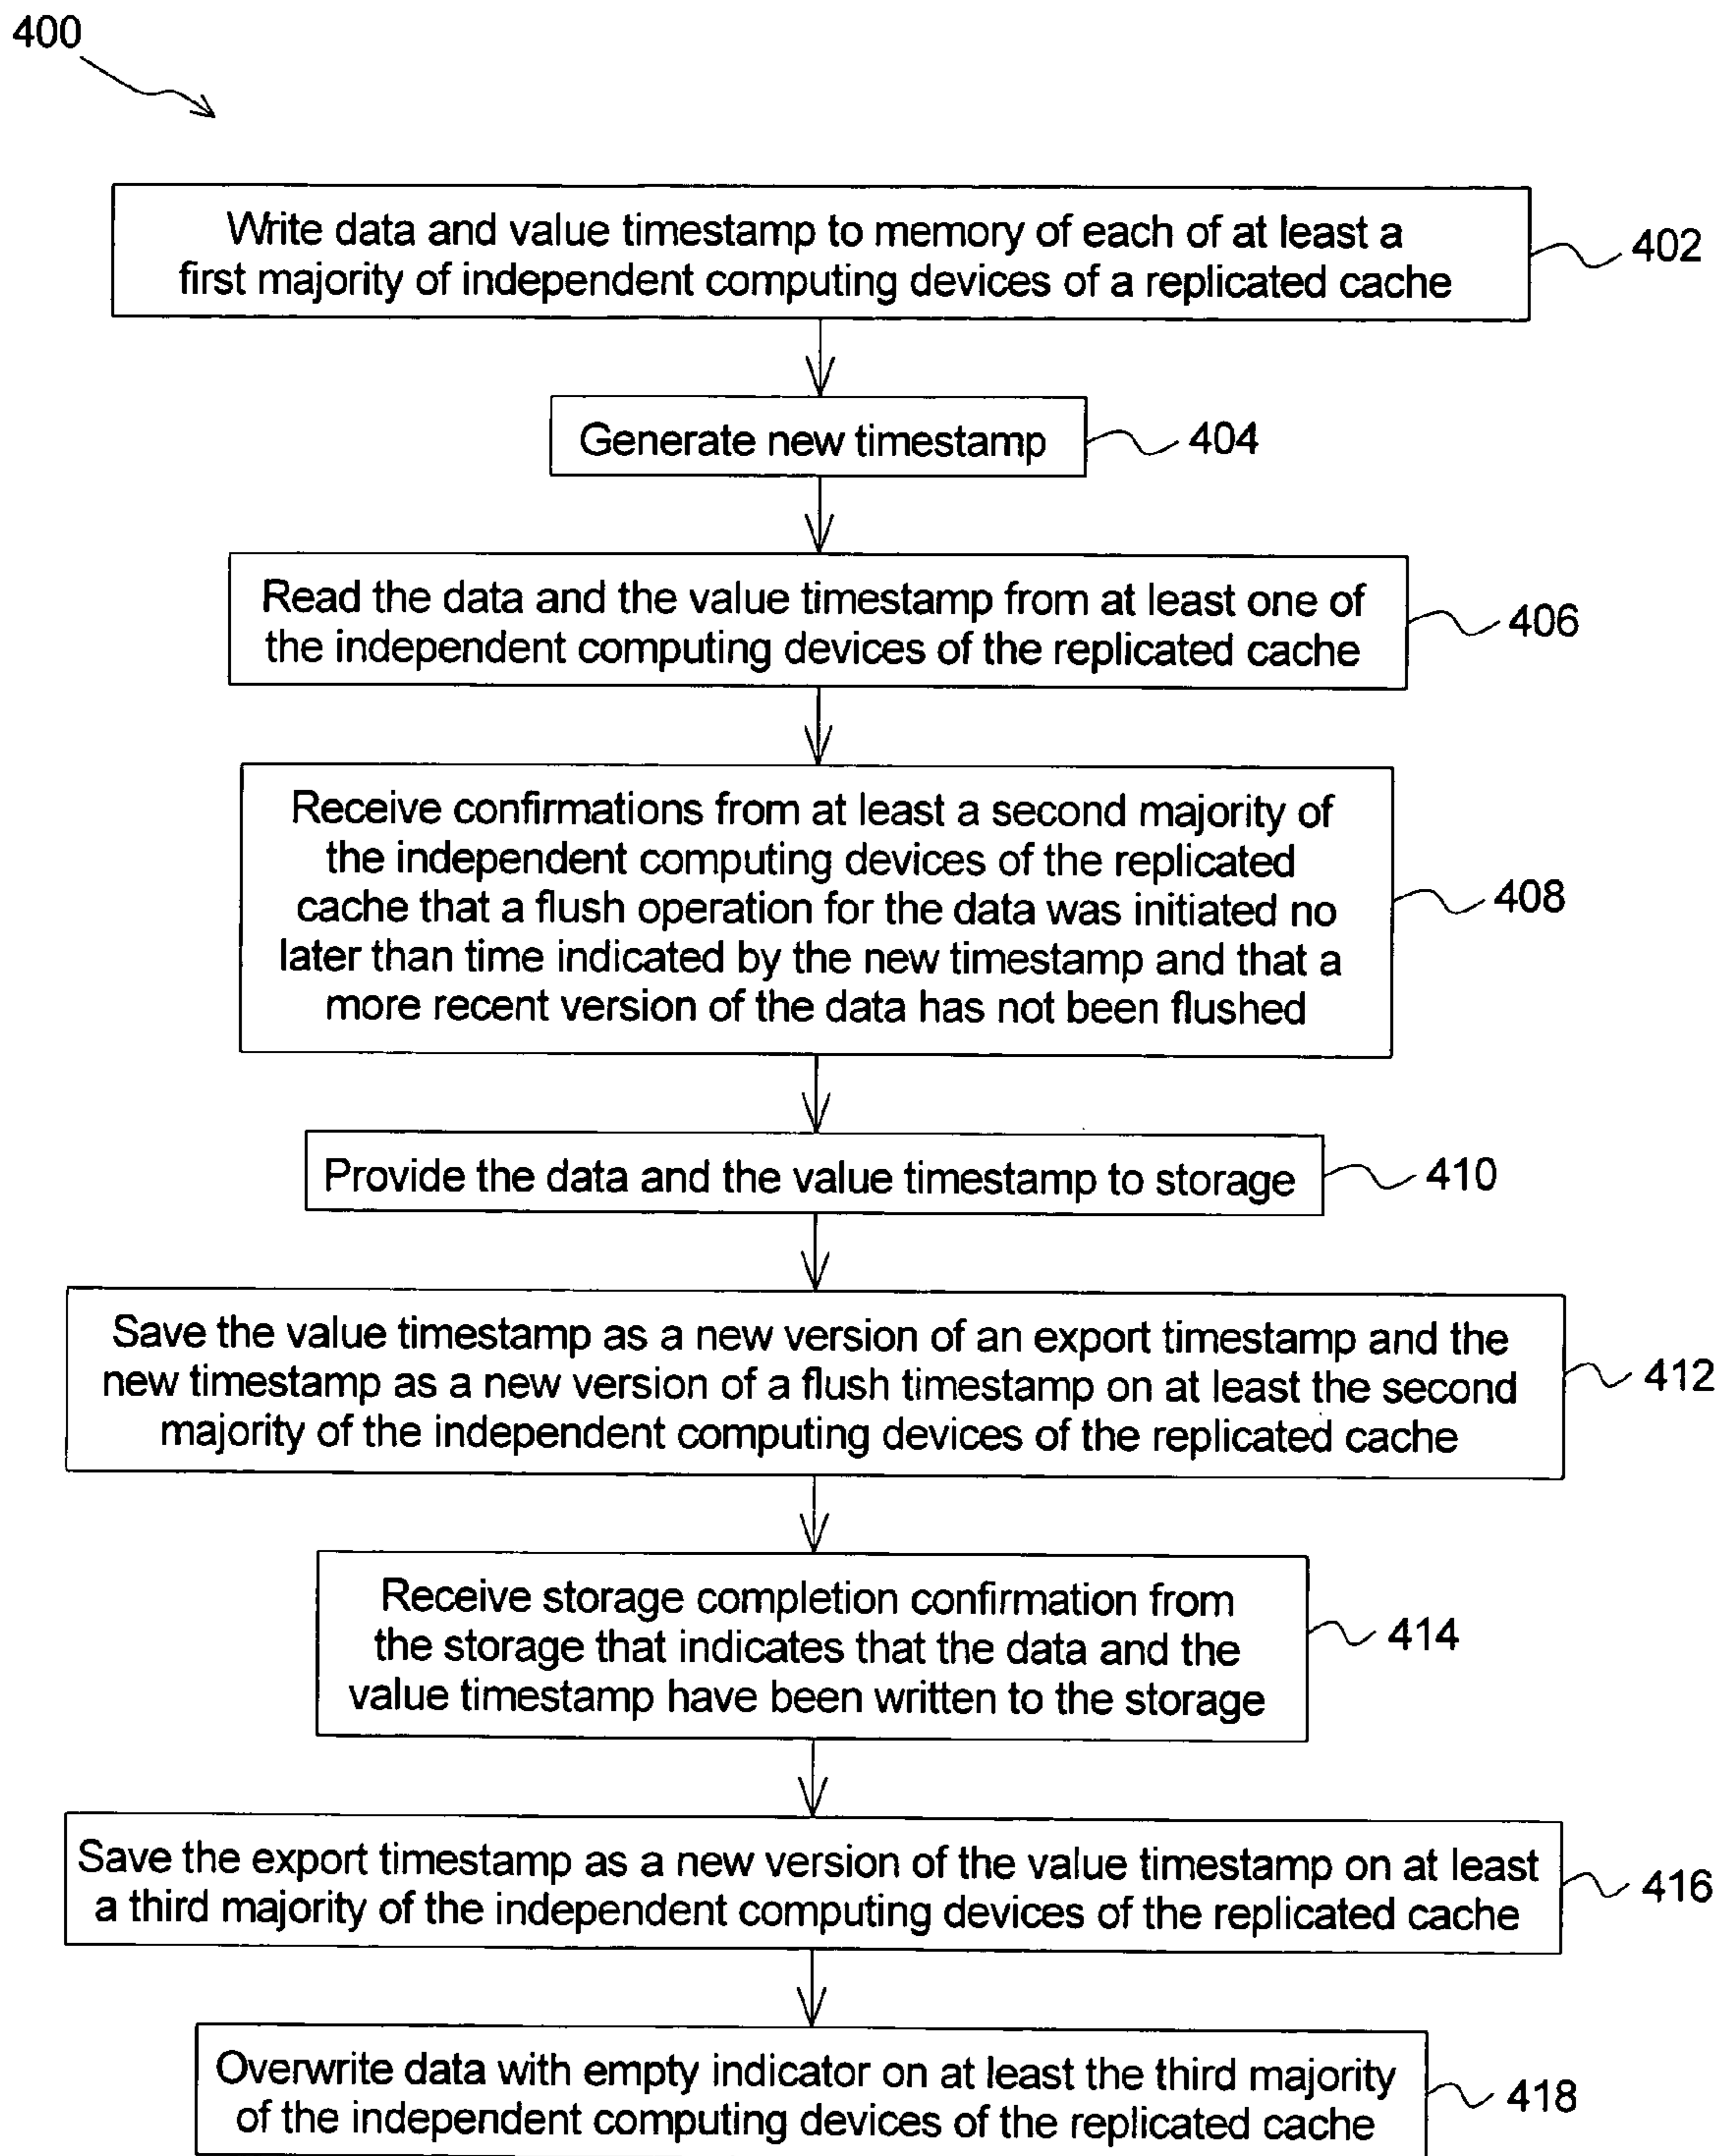 400
Write data and value timestamp to memory of each of at least a
first majority of independent computing devices of a replicated cache
402
Generate new timestamp
404
Read the data and the value timestamp from at least one of
the independent computing devices of the replicated cache
406
Receive confirmations from at least a second majority of
the independent computing devices of the replicated
cache that a flush operation for the data was initiated no
later than time indicated by the new timestamp and that a
more recent version of the data has not been flushed
408
Provide the data and the value timestamp to storage
410
Save the value timestamp as a new version of an export timestamp and the
new timestamp as a new version of a flush timestamp on at least the second
majority of the independent computing devices of the replicated cache
412
Receive storage completion confirmation from
the storage that indicates that the data and the
value timestamp have been written to the storage
414
Save the export timestamp as a new version of the value timestamp on at least
a third majority of the independent computing devices of the replicated cache
416
Overwrite data with empty indicator on at least the third majority
of the independent computing devices of the replicated cache
418